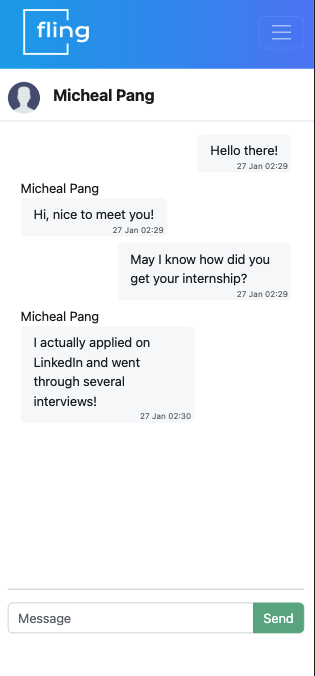 fling
Micheal Pang
Hello there!
27 Jan 02:29
Micheal Pang
Hi, nice to meet you!
27 Jan 02:29
May I know how did you
get your internship?
27 Jan 02:29
Micheal Pang
I actually applied on
LinkedIn and went
through several
interviews!
27 Jan 02:30
Message
Send